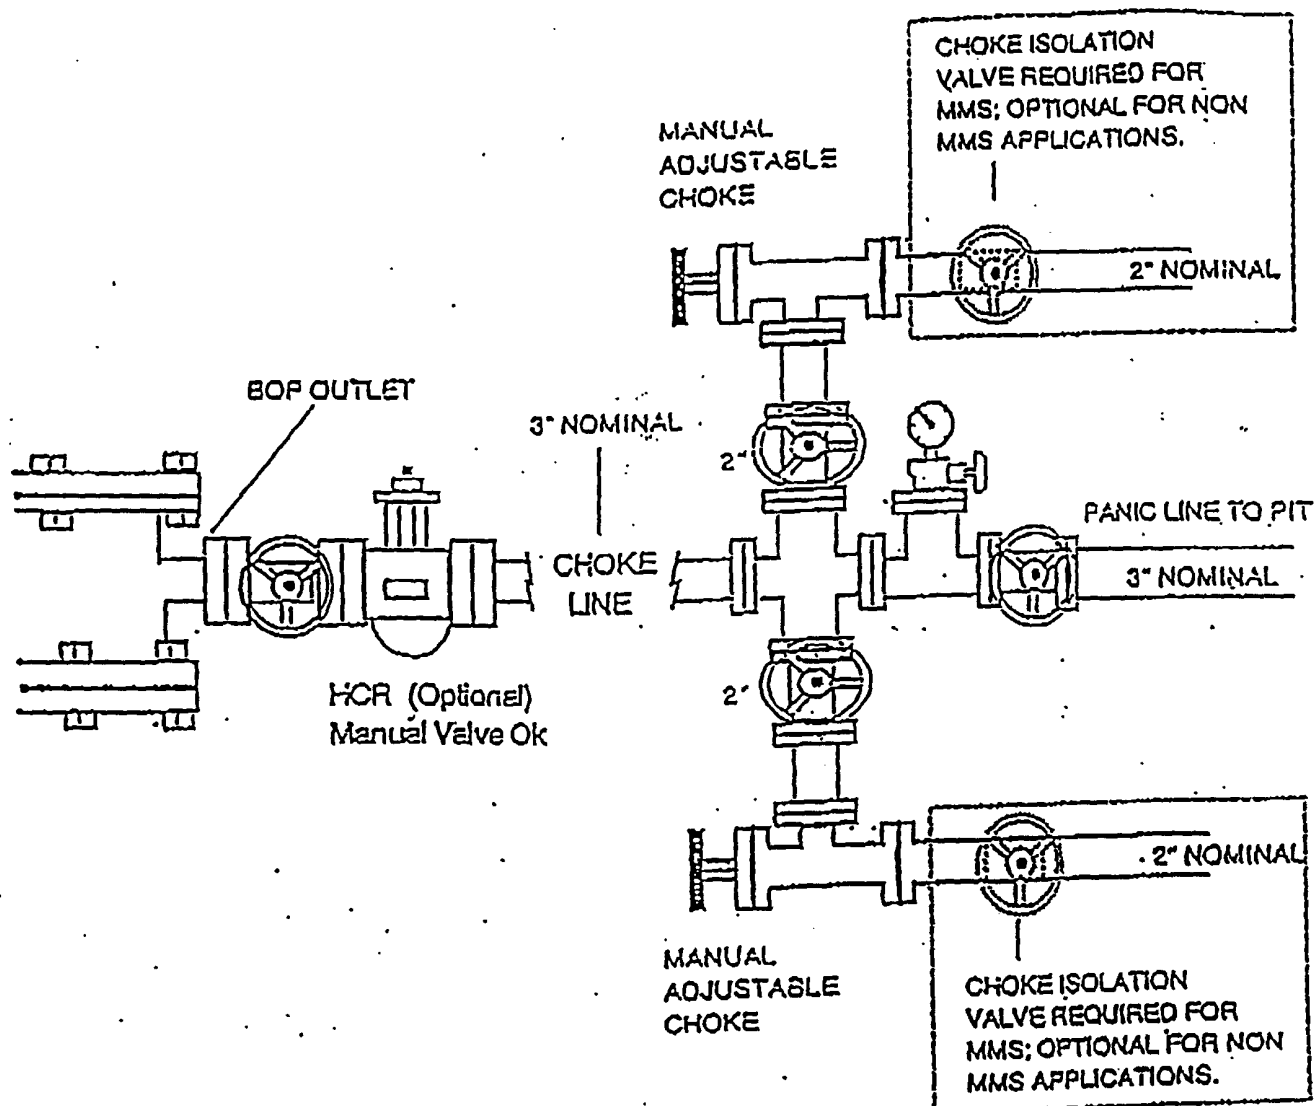 CHOKE ISOLATION
VALVE REQUIRED FOR
MMS; OPTIONAL FOR NON
MMS APPLICATIONS.
MANUAL
ADJUSTABLE
CHOKE
2" NOMINAL
BOP OUTLET
3" NOMINAL
2"
PANIC LINE TO PIT
CHOKE
LINE
3" NOMINAL
HCR (Optional)
Manual Valve Ok
2"
2" NOMINAL
MANUAL
ADJUSTABLE
CHOKE
CHOKE ISOLATION
VALVE REQUIRED FOR
MMS; OPTIONAL FOR NON
MMS APPLICATIONS.